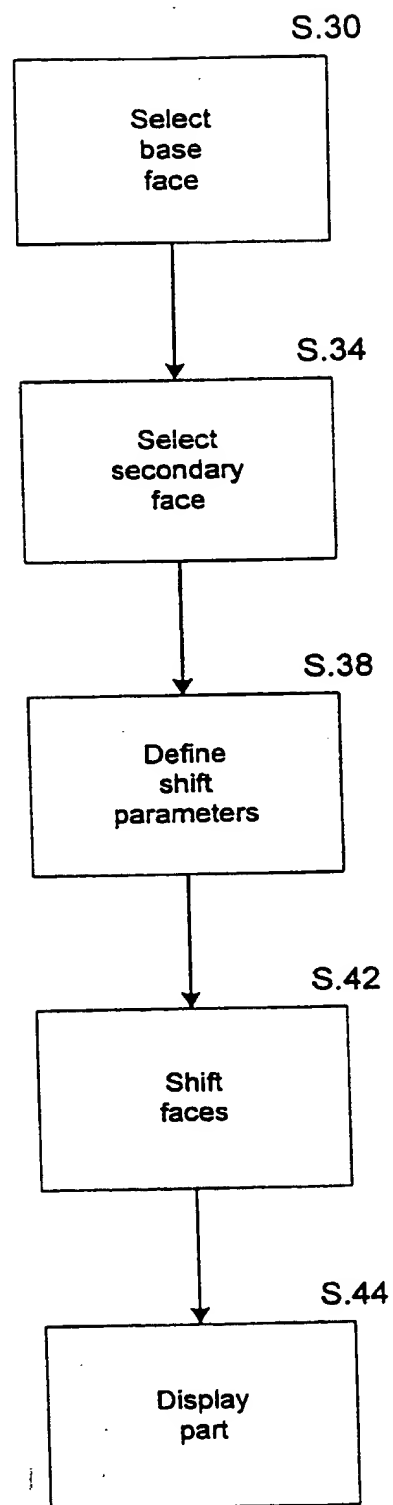 S.30
Select
base
face
S.34
Select
secondary
face
S.38
Define
shift
parameters
S.42
Shift
faces
S.44
Display
part